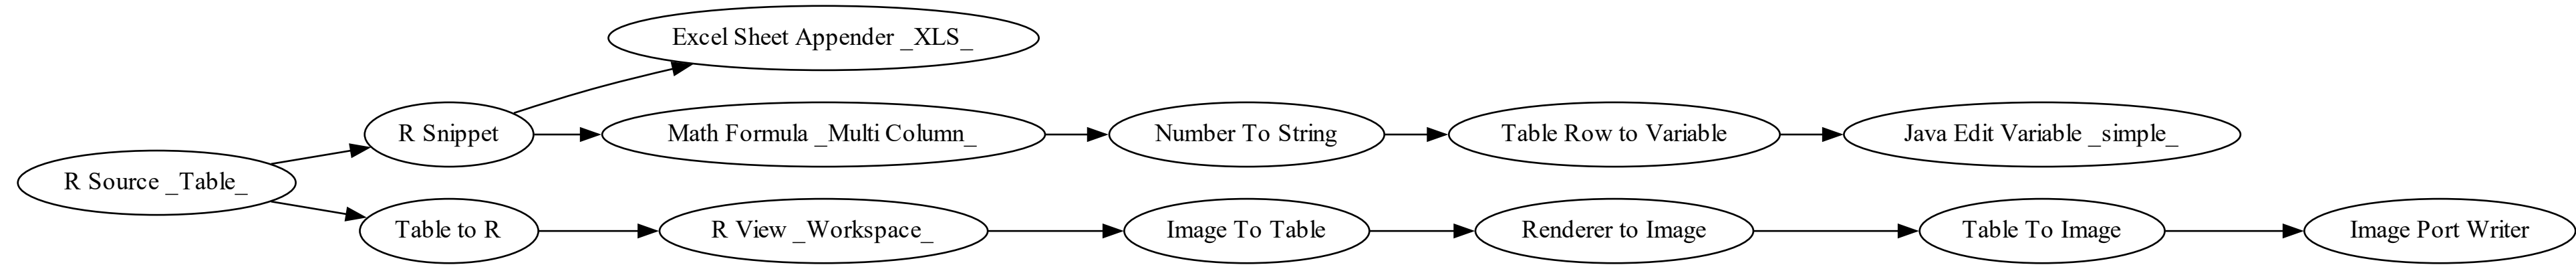 Excel Sheet Appender _XLS_
R Snippet
Math Formula _Multi Column_
Number To String
Table Row to Variable
Java Edit Variable _simple_
R Source _Table_
Table to R
R View _Workspace_
Image To Table
Renderer to Image
Table To Image
Image Port Writer